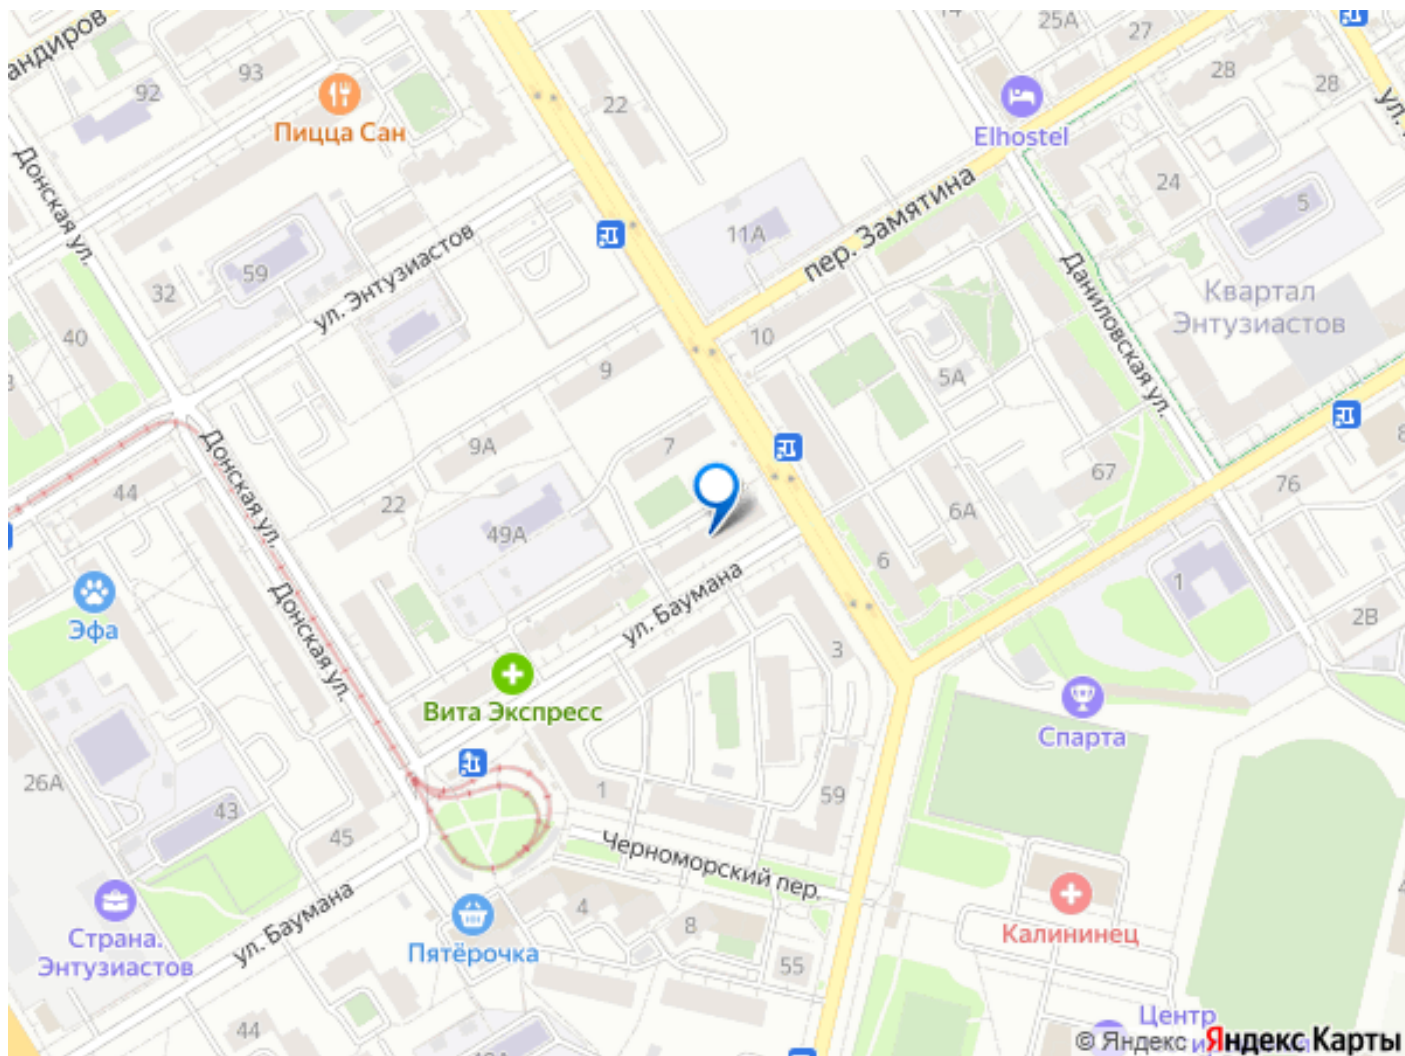 андиров
93
92
Пицца Сан
22
14
25А
27
28
28
ул.
Elhostel
Донская ул.
59
32
40
ул. Энтузиастов
11А
пер. Замятина
24
5
Квартал
Энтузиастов
Даниловская ул.
10
9
5А
9А
7
67
76
44
22
49А
6А
6
1
2В
Донская ул.
Донская ул.
Эфа
ул. Баумана
3
Вита Экспресс
Спарта
26А
43
45
1
59
Черноморский пер.
Страна.
Энтузиастов
ул. Баумана
Пятёрочка
4
8
55
Калининец
44
Центр
© Яндекс Яндекс Карты